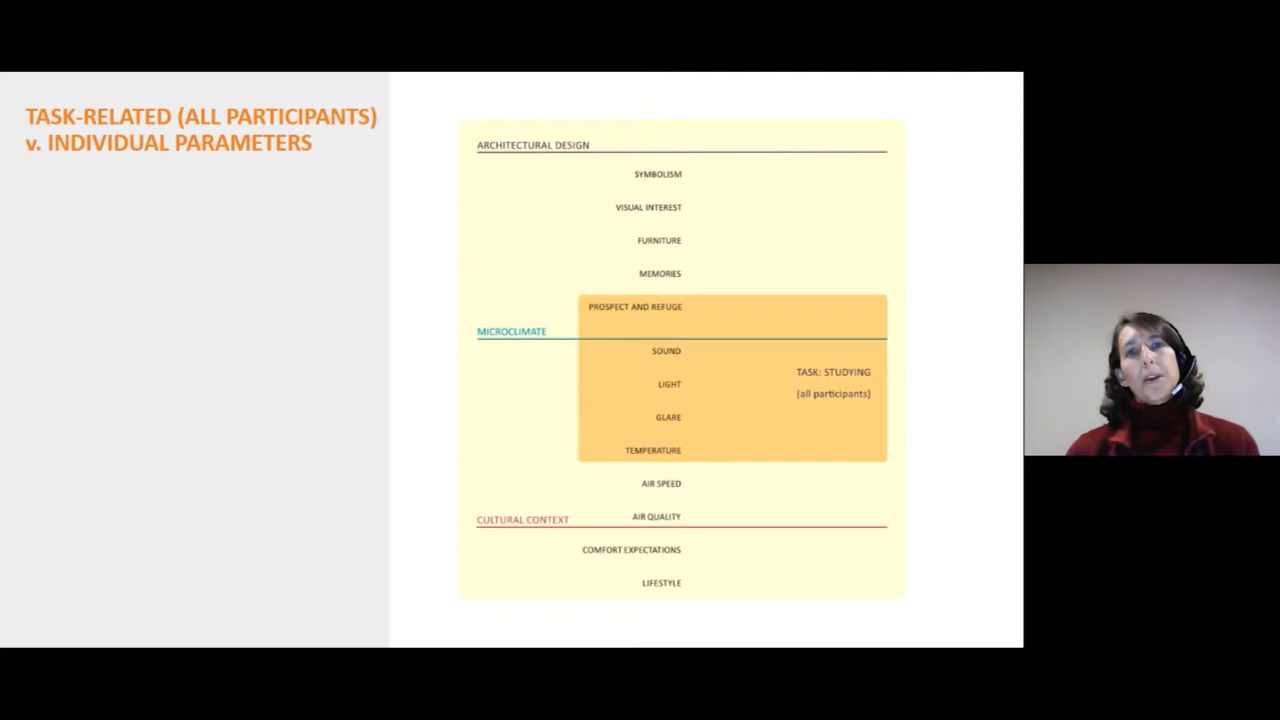 TASK-RELATED (ALL PARTICIPANTS)
v. INDIVIDUAL PARAMETERS
ARCHITECTURAL DESIGN
SYMBOLISM
VISUAL INTEREST
FURNITURE
MEMORIES
PROSPECT AND REFUGE
MICROCLIMATE
SOUND
TASK: STUDYING
LIGHT
(all participants)
GLARE
TEMPERATURE
AIR SPEED
AIR QUALITY
CULTURAL CONTEXT
COMFORT EXPECTATIONS
LIFESTYLE